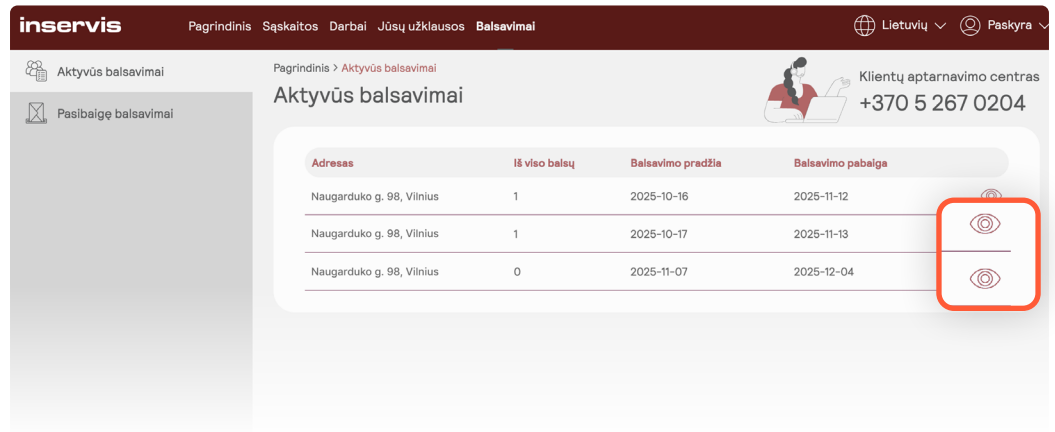 inservis Pagrindinis Sąskaitos Darbai Jūsų užklausos Balsavimai Lietuvių Paskyra
Aktyvūs balsavimai
Pasibaigę balsavimai
Pagrindinis > Aktyvūs balsavimai
Aktyvūs balsavimai
Klientų aptarnavimo centras
+370 5 267 0204
Adresas Iš viso balsų Balsavimo pradžia Balsavimo pabaiga
Naugarduko g. 98, Vilnius 1 2025-10-16 2025-11-12
Naugarduko g. 98, Vilnius 1 2025-10-17 2025-11-13
Naugarduko g. 98, Vilnius 0 2025-11-07 2025-12-04